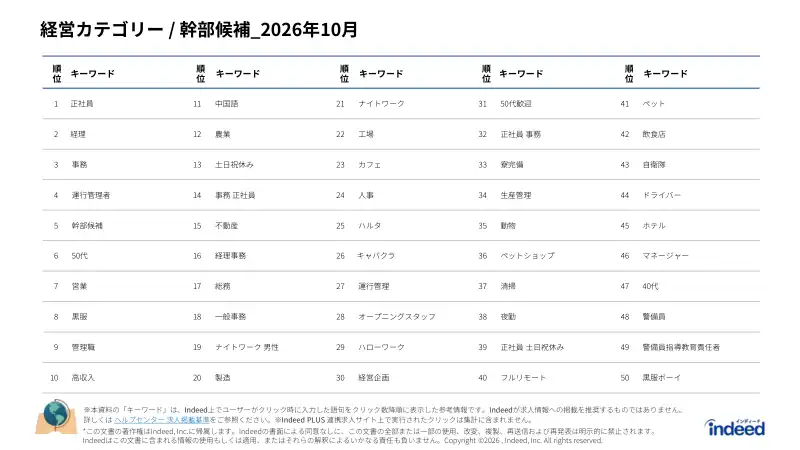 経営カテゴリー / 幹部候補_2026年10月
順位 キーワード 順位 キーワード 順位 キーワード 順位 キーワード 順位 キーワード
1 正社員 11 中国語 21 ナイトワーク 31 50代歓迎 41 ペット
2 経理 12 農業 22 工場 32 正社員 事務 42 飲食店
3 事務 13 土日祝休み 23 カフェ 33 寮完備 43 自衛隊
4 運行管理者 14 事務 正社員 24 人事 34 生産管理 44 ドライバー
5 幹部候補 15 不動産 25 ハルタ 35 動物 45 ホテル
6 50代 16 経理事務 26 キャバクラ 36 ペットショップ 46 マネージャー
7 営業 17 総務 27 運行管理 37 清掃 47 40代
8 黒服 18 一般事務 28 オープニングスタッフ 38 夜勤 48 警備員
9 管理職 19 ナイトワーク 男性 29 ハローワーク 39 正社員 土日祝休み 49 警備員指導教育責任者
10 高収入 20 製造 30 経営企画 40 フルリモート 50 黒服ボーイ
※本資料の「キーワード」は、Indeed上でユーザーがクリック時に入力した語句をクリック数降順に表示した参考情報です。Indeedが求人情報への掲載を推奨するものではありません。
詳しくは ヘルプセンター 求人掲載基準をご参照ください。※Indeed PLUS 連携求人サイト上で実行されたクリックは集計に含まれません。
*この文書の著作権はIndeed, Inc.に帰属します。Indeedの書面による同意なしに、この文書の全部または一部の使用、改変、複製、再送信および再発表は明示的に禁止されます。
Indeedはこの文書に含まれる情報の使用もしくは適用、またはそれらの解釈によるいかなる責任も負いません。Copyright ©2026 , Indeed, Inc. All rights reserved.
インディード
indeed